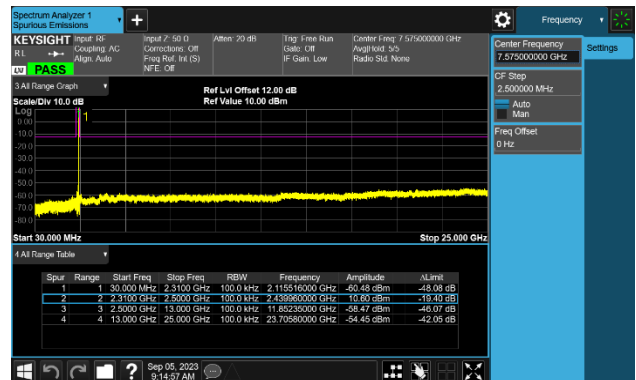 Spectrum Analyzer 1
Spurious Emissions
+
Frequency
KEYSIGHT Input: RF Input Z: 50 Ω Atten: 20 dB Trig: Free Run Center Freq: 7.575000000 GHz
RL Coupling: AC Corrections: Off Gate: Off Avg|Hold: 5/5
Align: Auto Freq Ref: Int (S) IF Gain: Low Radio Std: None
NFE: Off
LW PASS
Center Frequency
7.575000000 GHz
Settings
CF Step
2.500000 MHz
Auto
Man
Freq Offset
0 Hz
3 All Range Graph
Ref Lvl Offset 12.00 dB
Scale/Div 10.0 dB Ref Value 10.00 dBm
Log
1
0.00
-10.0
-20.0
-30.0
-40.0
-50.0
-60.0
-70.0
-80.0
Start 30.000 MHz Stop 25.000 GHz
4 All Range Table
Spur Range Start Freq Stop Freq RBW Frequency Amplitude ΔLimit
1 1 30.000 MHz 2.3100 GHz 100.0 kHz 2.115516000 GHz -60.48 dBm -48.08 dB
2 2 2.3100 GHz 2.5000 GHz 100.0 kHz 2.439960000 GHz 10.60 dBm -19.40 dB
3 3 2.5000 GHz 13.000 GHz 100.0 kHz 11.85235000 GHz -58.47 dBm -46.07 dB
4 4 13.000 GHz 25.000 GHz 100.0 kHz 23.70580000 GHz -54.45 dBm -42.05 dB
? Sep 05, 2023
9:14:57 AM